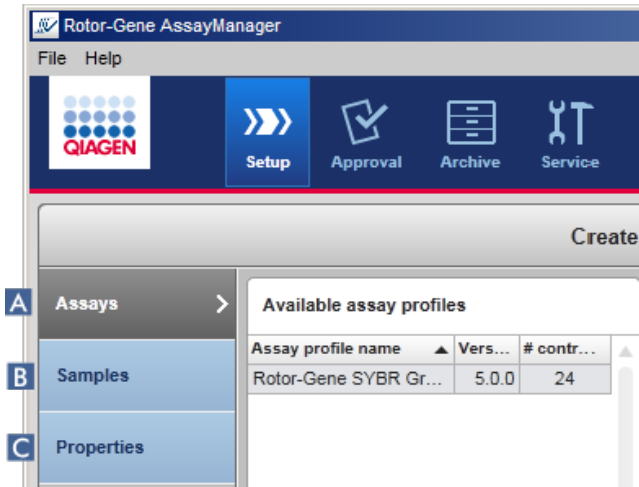 Rotor-Gene AssayManager
File Help
QIAGEN
Setup Approval Archive Service
Create
A Assays
Available assay profiles
Assay profile name Vers... # contr...
Rotor-Gene SYBR Gr... 5.0.0 24
B Samples
C Properties